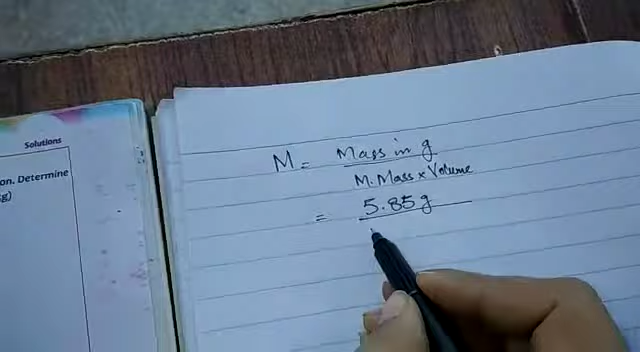 Solutions
on. Determine
g)
M = Mass in g
M. Mass x Volume
= 5.85 g